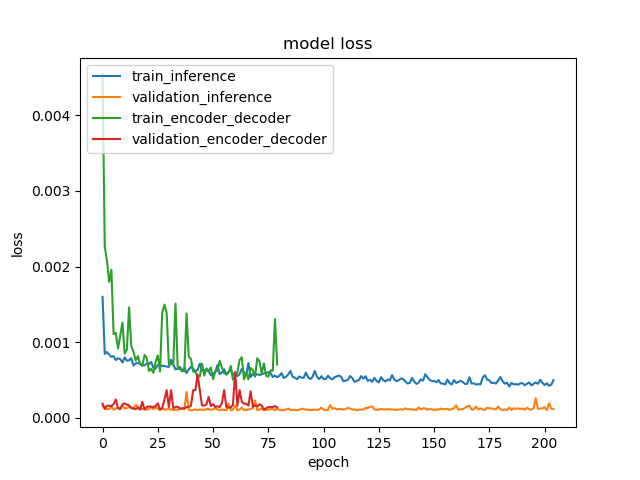 model loss
train_inference
validation_inference
train_encoder_decoder
validation_encoder_decoder
0.004
0.003
0.002
0.001
0.000
loss
0 25 50 75 100 125 150 175 200
epoch